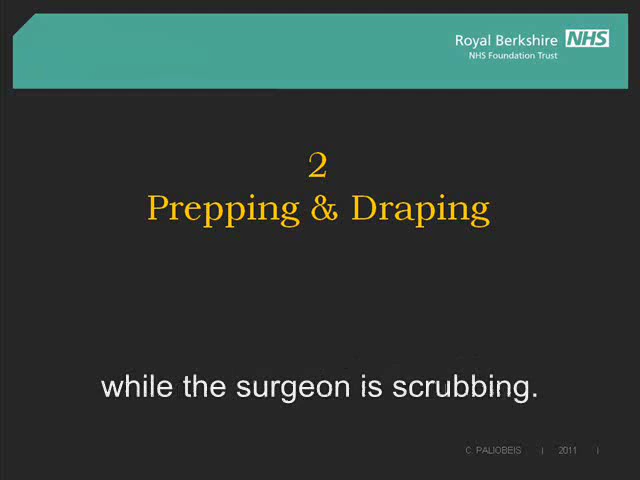 Royal Berkshire NHS
NHS Foundation Trust
2
Prepping & Draping
while the surgeon is scrubbing.
C. PALIOBEIS | 2011 |